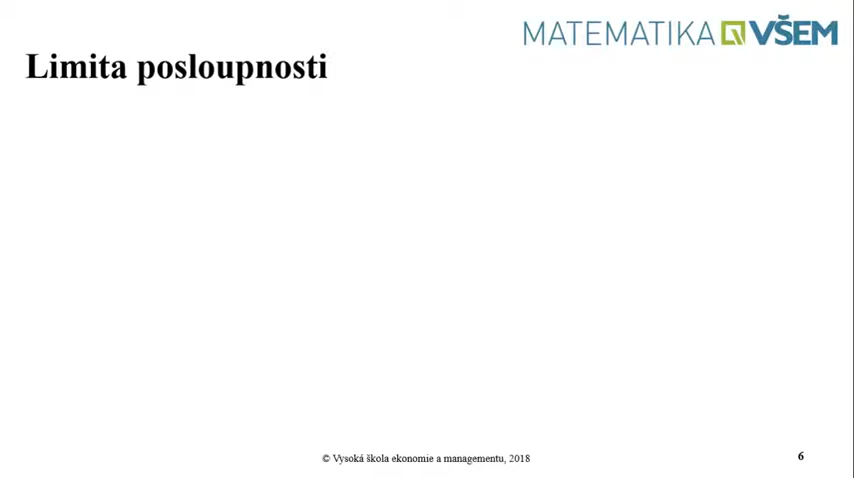 MATEMATIKA VŠEM
Limita posloupnosti
© Vysoká škola ekonomie a managementu, 2018
6